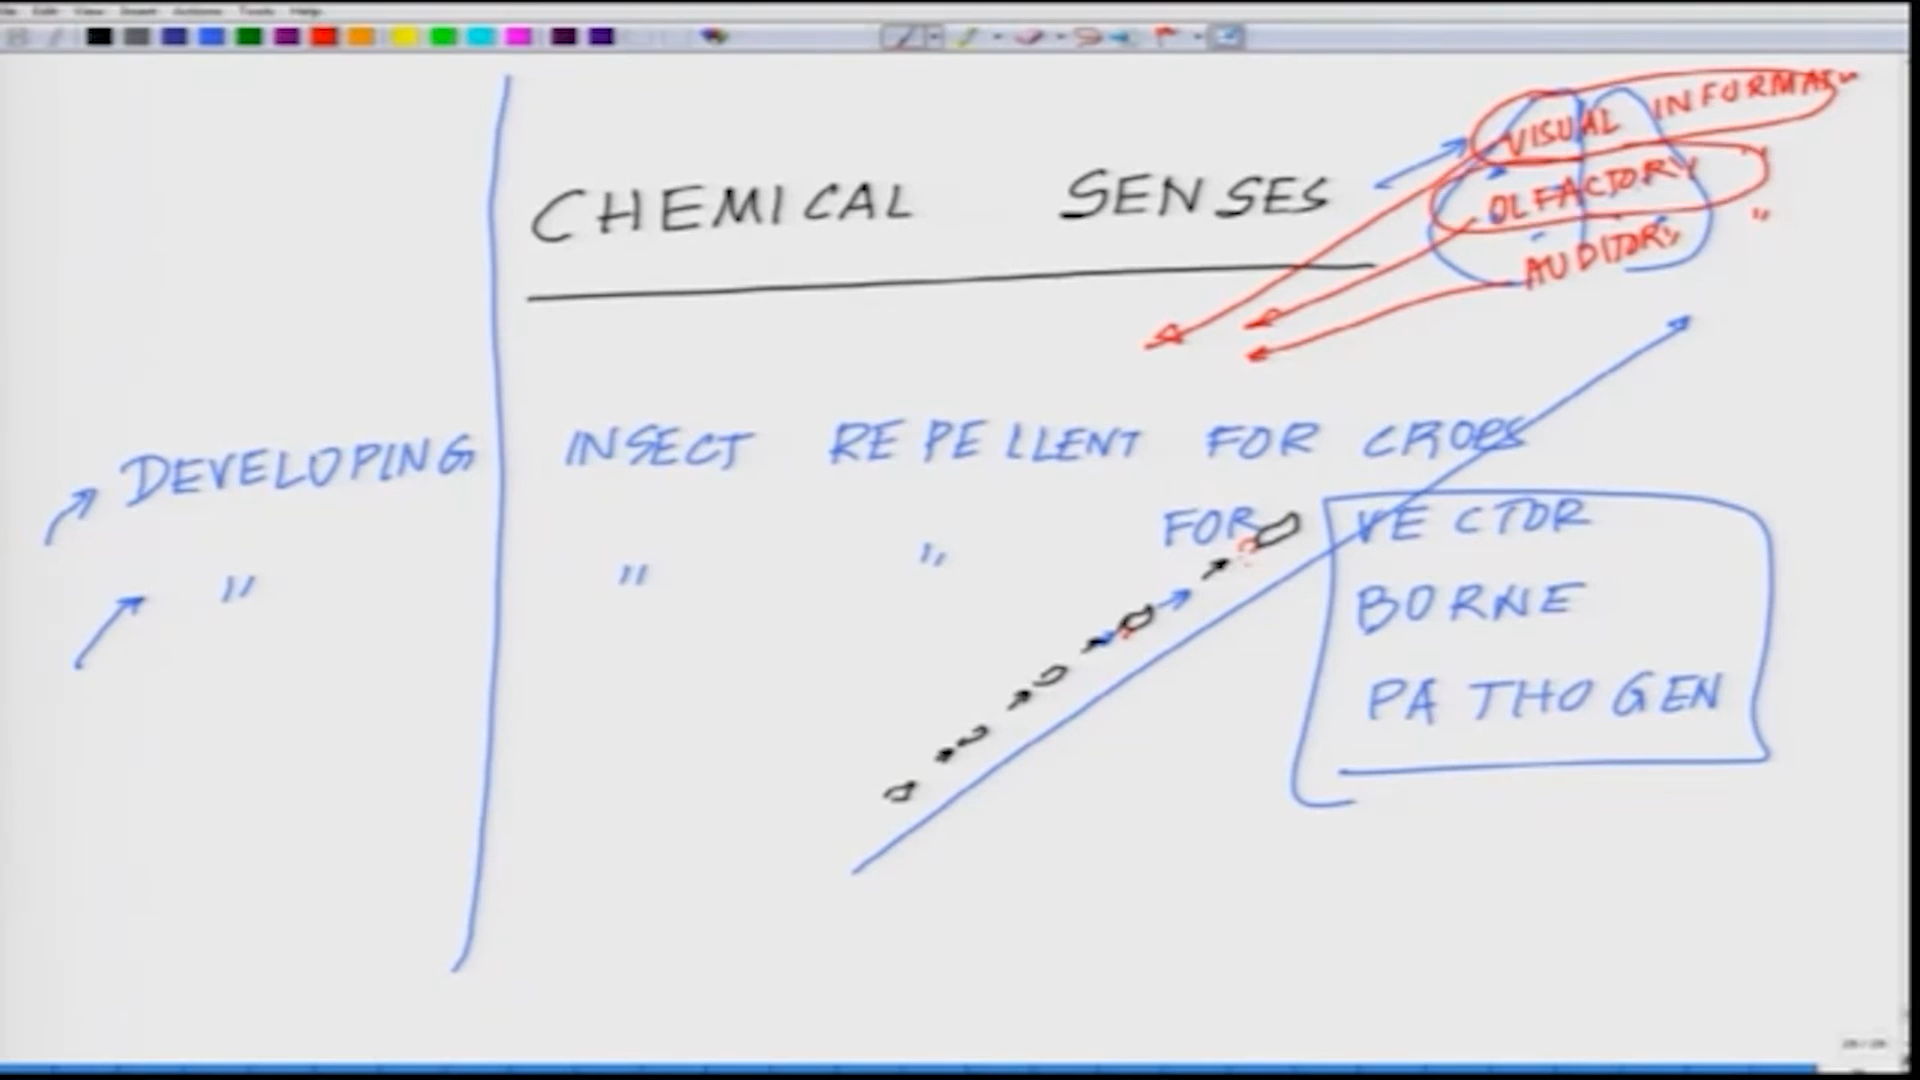 VISUAL INFORMAT
CHEMICAL SENSES
OLFACTORY "
AUDITORY "
DEVELOPING INSECT REPELLENT FOR CROPS
" " " FOR VECTOR
BORNE
PATHOGEN